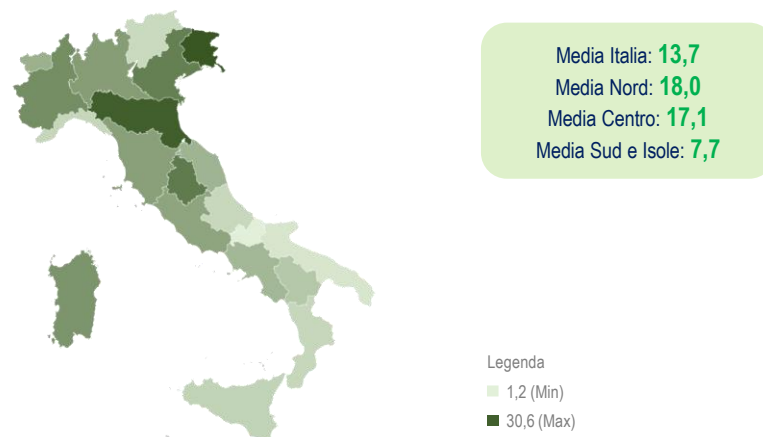 Media Italia: 13,7
Media Nord: 18,0
Media Centro: 17,1
Media Sud e Isole: 7,7
Legenda
1,2 (Min)
30,6 (Max)